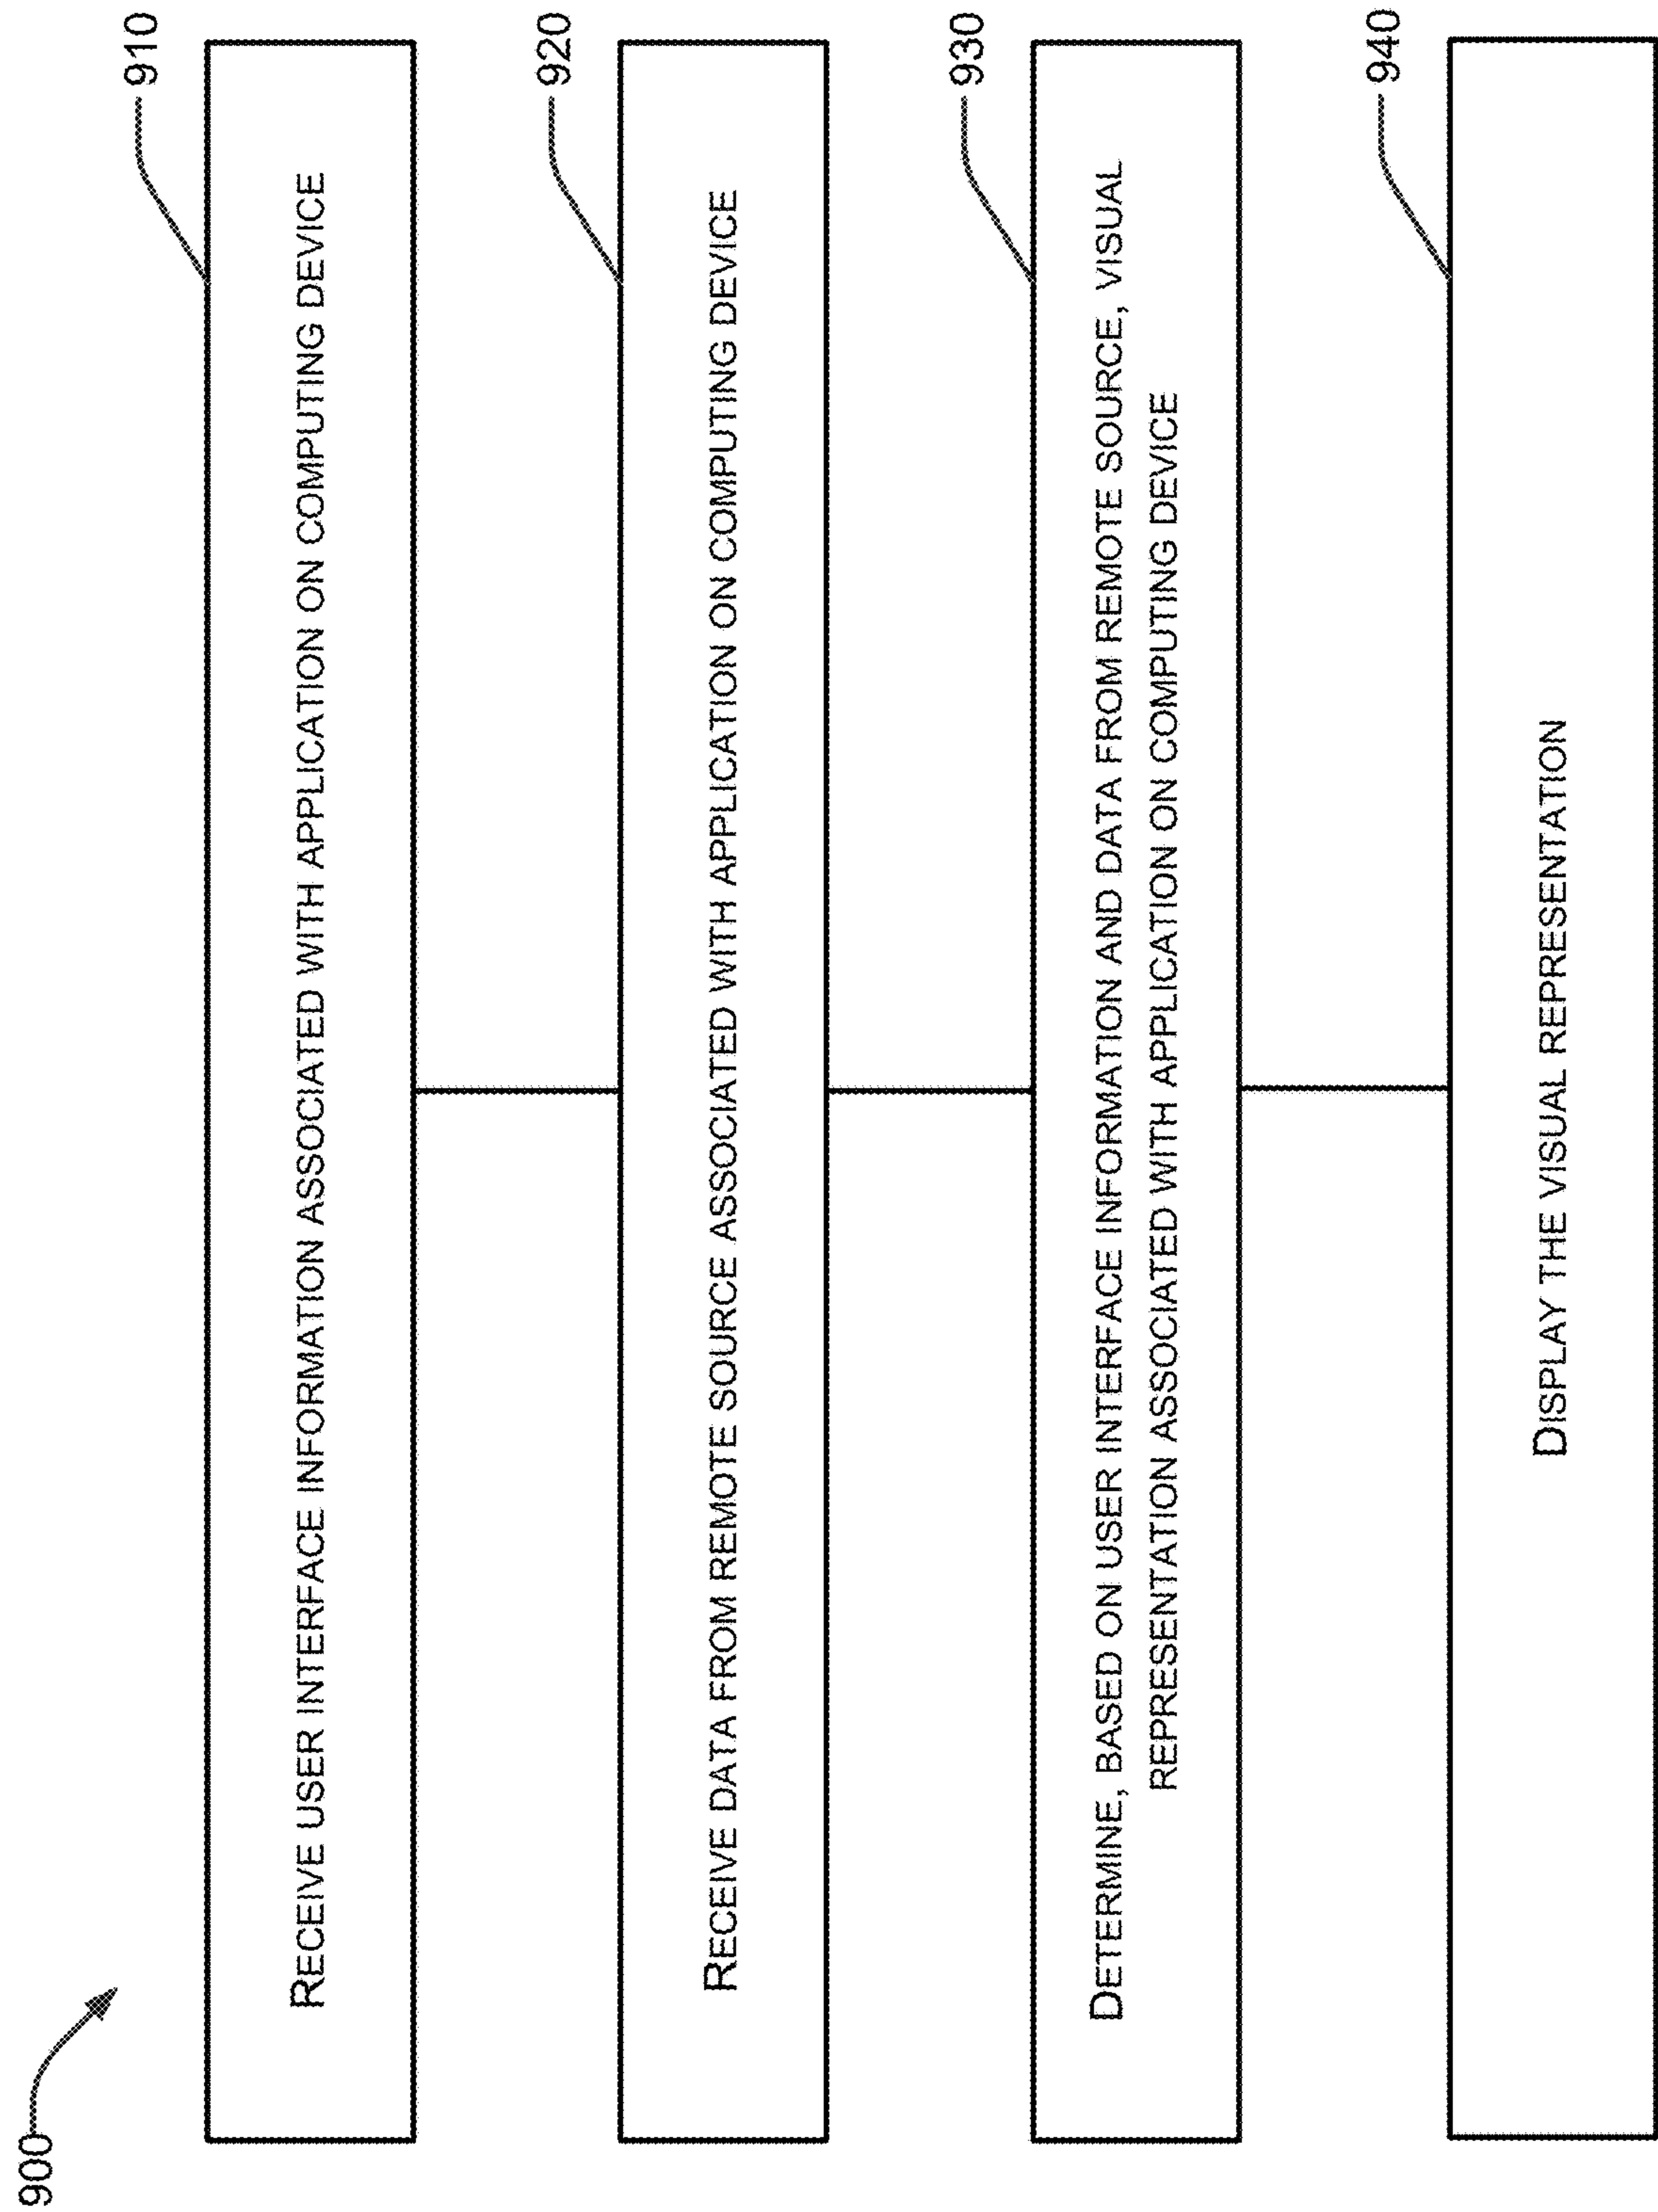 900
910
RECEIVE USER INTERFACE INFORMATION ASSOCIATED WITH APPLICATION ON COMPUTING DEVICE
920
RECEIVE DATA FROM REMOTE SOURCE ASSOCIATED WITH APPLICATION ON COMPUTING DEVICE
930
DETERMINE, BASED ON USER INTERFACE INFORMATION AND DATA FROM REMOTE SOURCE, VISUAL
REPRESENTATION ASSOCIATED WITH APPLICATION ON COMPUTING DEVICE
940
DISPLAY THE VISUAL REPRESENTATION